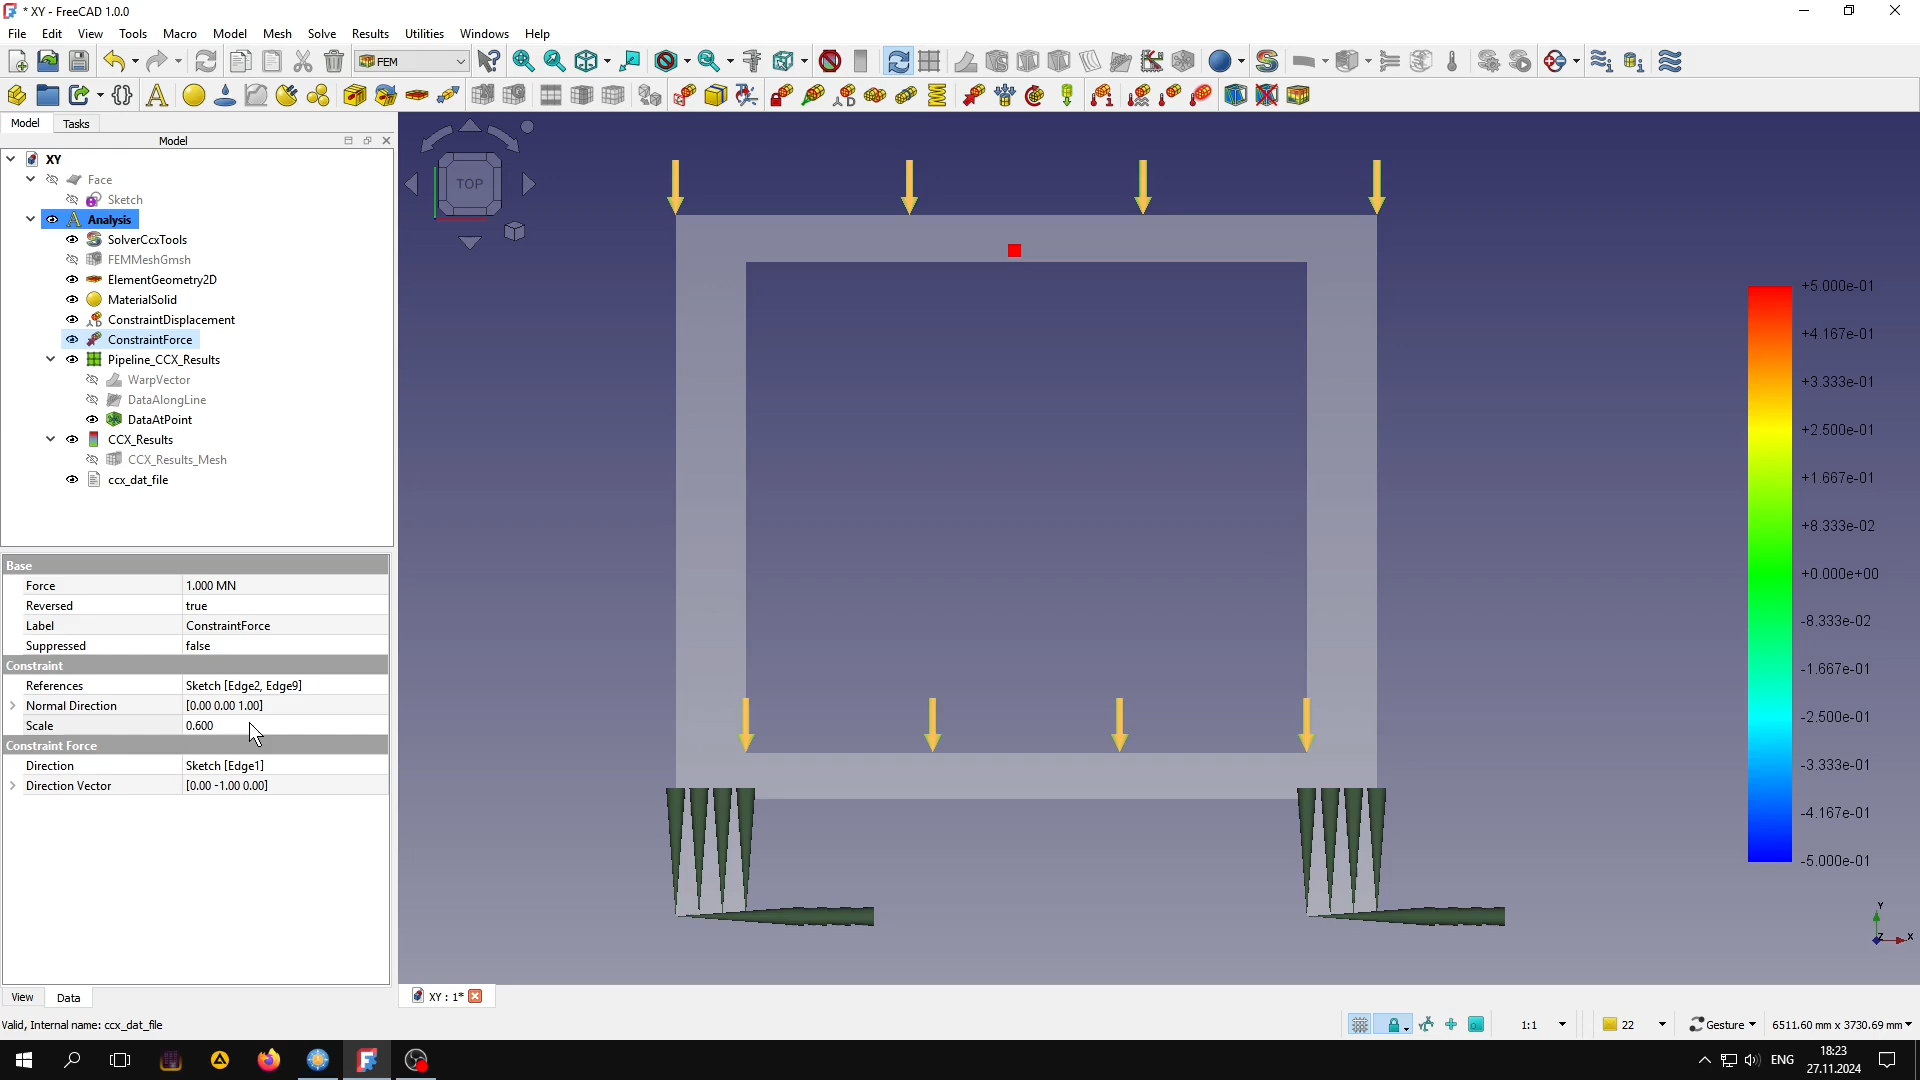 * XY - FreeCAD 1.0.0
File Edit View Tools Macro Model Mesh Solve Results Utilities Windows Help
FEM
Model Tasks
Model
XY
Face
Sketch
Analysis
SolverCcxTools
FEMMeshGmsh
ElementGeometry2D
MaterialSolid
ConstraintDisplacement
ConstraintForce
Pipeline_CCX_Results
WarpVector
DataAlongLine
DataAtPoint
CCX_Results
CCX_Results_Mesh
ccx_dat_file
Base
Force 1.000 MN
Reversed true
Label ConstraintForce
Suppressed false
Constraint
References Sketch [Edge2, Edge9]
Normal Direction [0.00 0.00 1.00]
Scale 0.600
Constraint Force
Direction Sketch [Edge1]
Direction Vector [0.00 -1.00 0.00]
View Data
TOP
+5.000e-01
+4.167e-01
+3.333e-01
+2.500e-01
+1.667e-01
+8.333e-02
+0.000e+00
-8.333e-02
-1.667e-01
-2.500e-01
-3.333e-01
-4.167e-01
-5.000e-01
Y
Z X
XY : 1*
Valid, Internal name: ccx_dat_file
1:1 22 Gesture 6511.60 mm x 3730.69 mm
ENG 18:23
27.11.2024